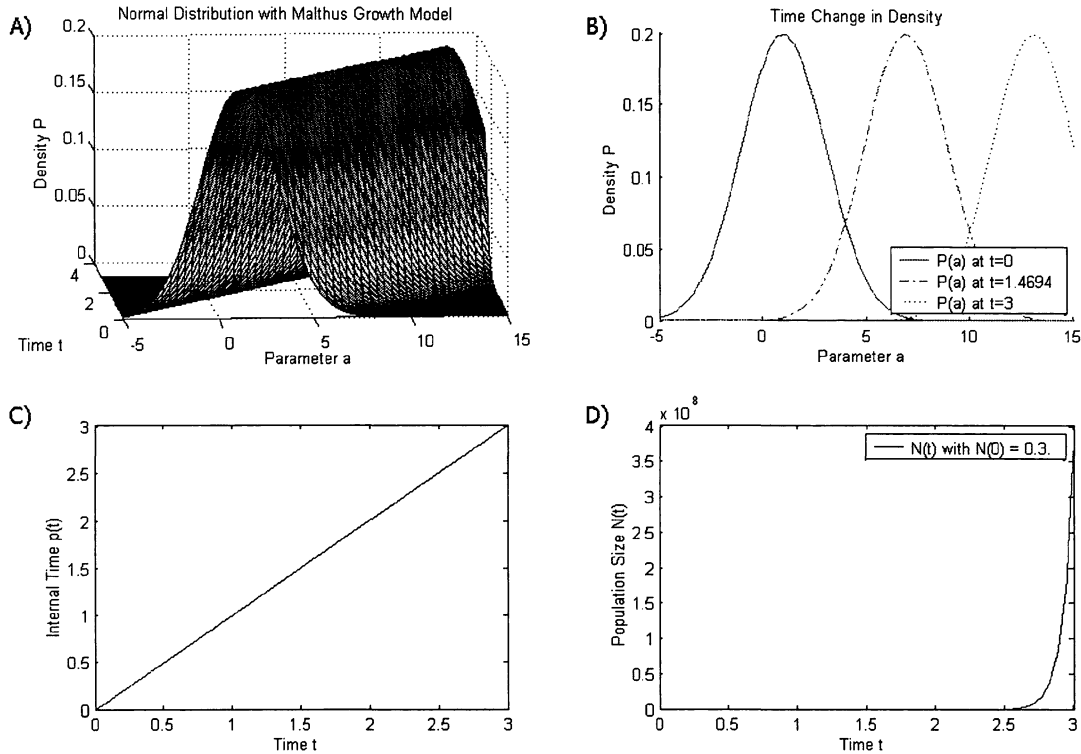 A)
Normal Distribution with Malthus Growth Model
0.2
0.15
0.1
0.05
0
Density P
4
2
0
Time t
-5
0
5
10
15
Parameter a
B)
Time Change in Density
0.2
0.15
0.1
0.05
0
Density P
P(a) at t=0
P(a) at t=1.4694
P(a) at t=3
-5
0
5
10
15
Parameter a
C)
3
2.5
2
1.5
1
0.5
0
Internal Time p(t)
0
0.5
1
1.5
2
2.5
3
Time t
D)
x 10^8
4
3.5
3
2.5
2
1.5
1
0.5
0
Population Size N(t)
N(t) with N(0) = 0.3.
0
0.5
1
1.5
2
2.5
3
Time t